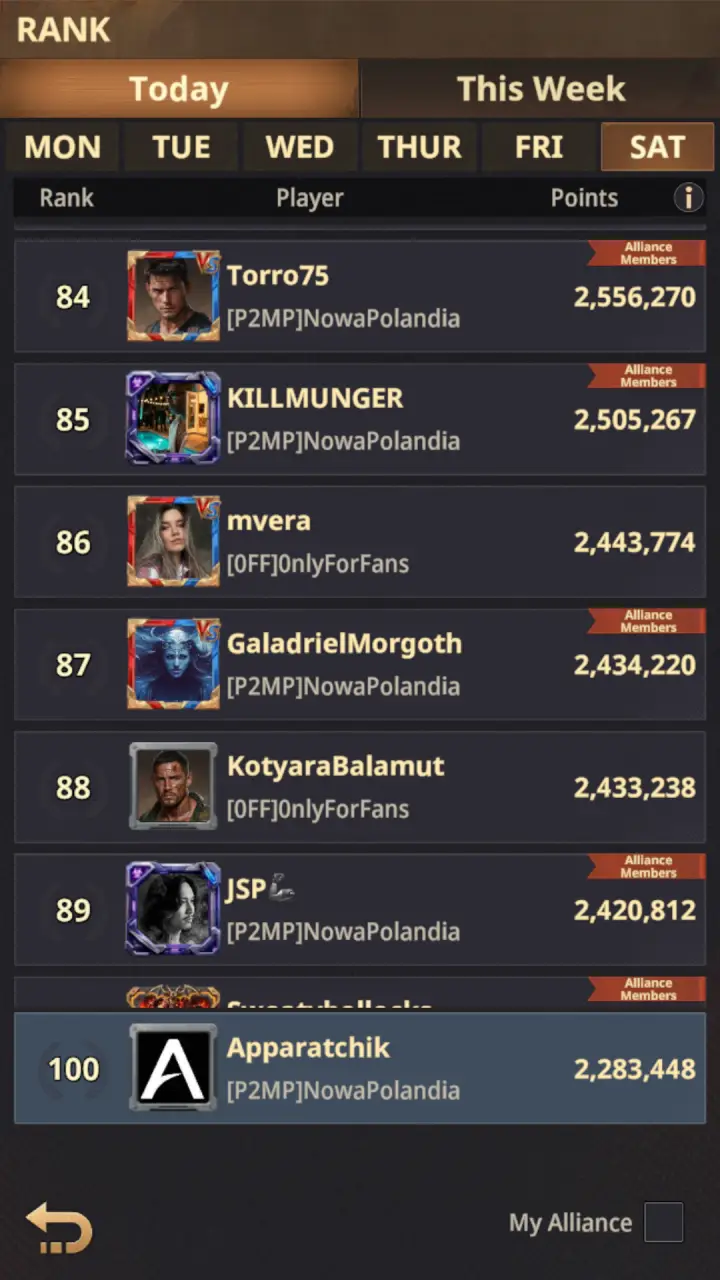 RANK
Today
This Week
MON
TUE
WED
THUR
FRI
SAT
Rank
Player
Points
84
Torro75
[P2MP]NowaPolandia
Alliance
Members
2,556,270
85
KILLMUNGER
[P2MP]NowaPolandia
Alliance
Members
2,505,267
86
mvera
[0FF]0nlyForFans
2,443,774
87
GaladrielMorgoth
[P2MP]NowaPolandia
Alliance
Members
2,434,220
88
KotyaraBalamut
[0FF]0nlyForFans
2,433,238
89
JSP💪
[P2MP]NowaPolandia
Alliance
Members
2,420,812
Alliance
Members
100
Apparatchik
[P2MP]NowaPolandia
2,283,448
My Alliance